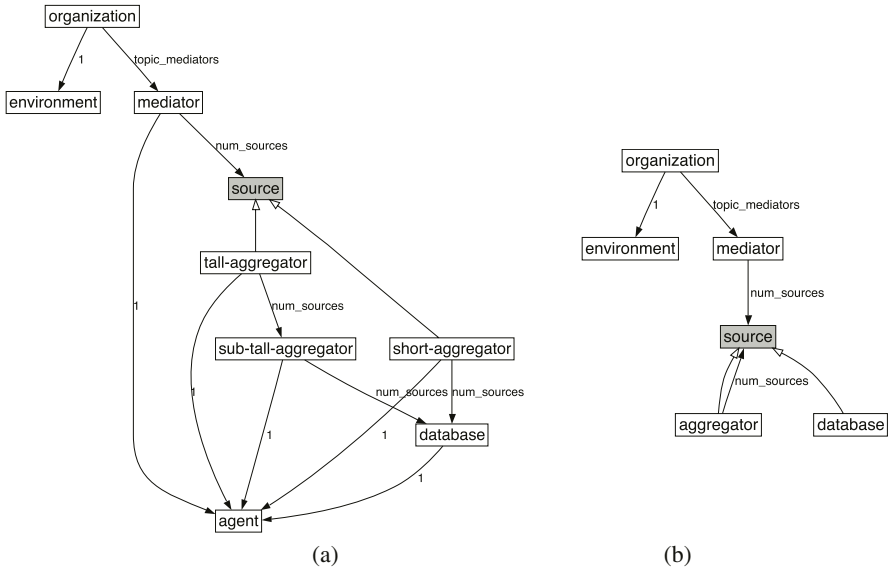 organization
1
topic_mediators
environment
mediator
num_sources
source
tall-aggregator
1
num_sources
sub-tall-aggregator
short-aggregator
1
num_sources
num_sources
database
1
1
1
agent
(a)
organization
1
topic_mediators
environment
mediator
num_sources
source
num_sources
aggregator
database
(b)